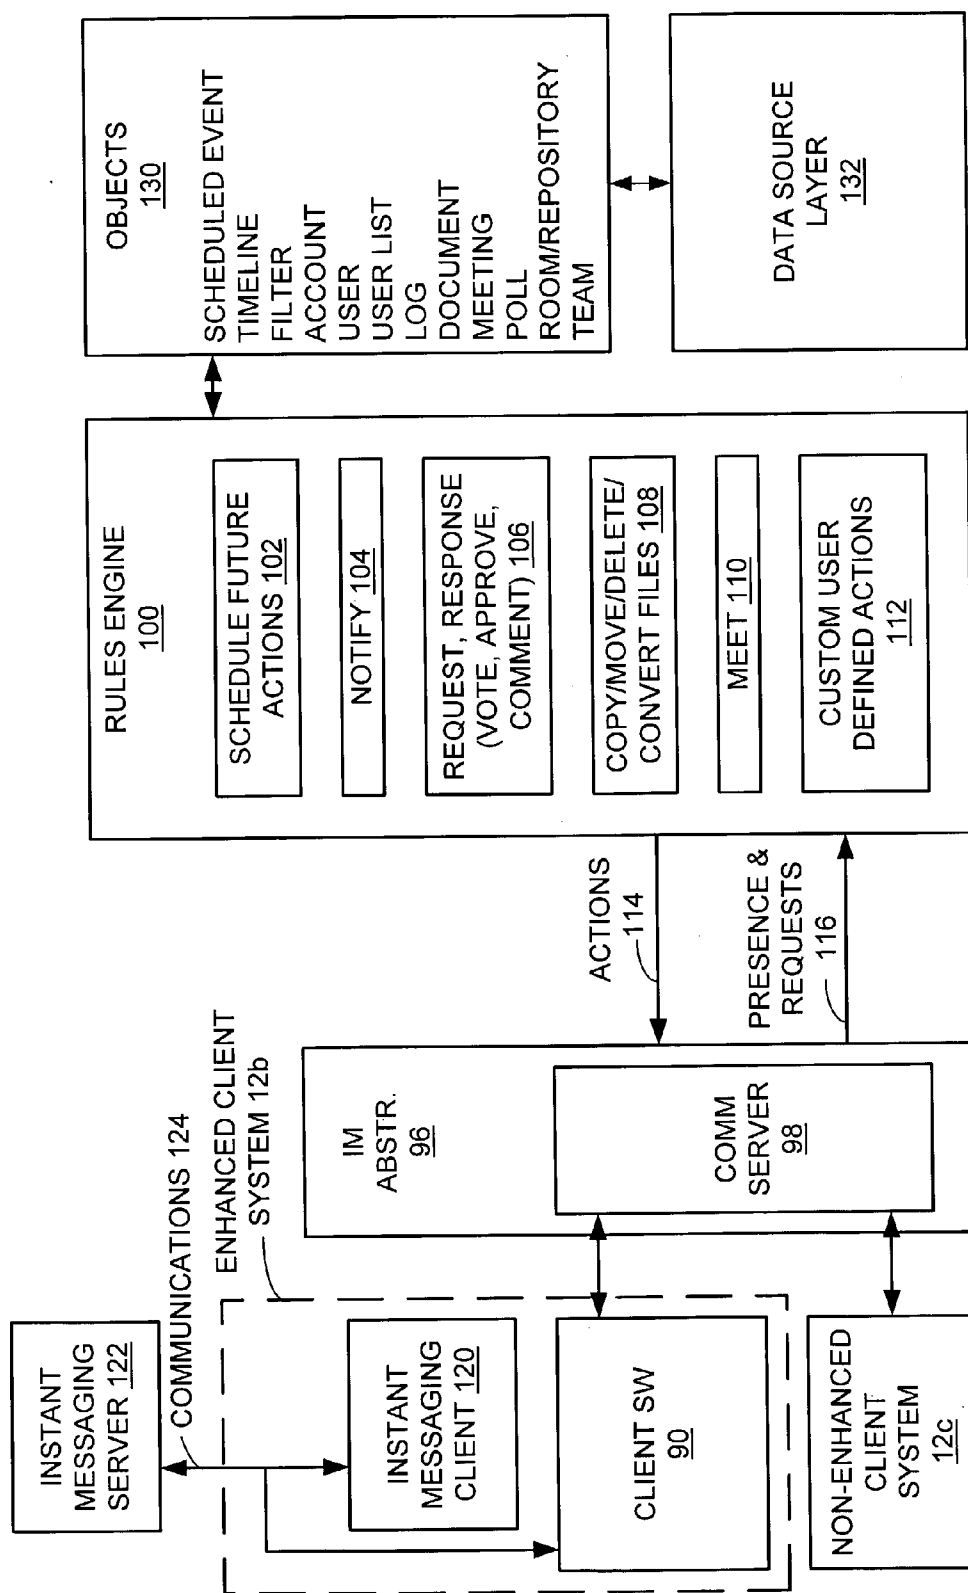 INSTANT
MESSAGING
SERVER 122
COMMUNICATIONS 124
ENHANCED CLIENT
SYSTEM 12b
INSTANT
MESSAGING
CLIENT 120
CLIENT SW
90
NON-ENHANCED
CLIENT
SYSTEM
12c
IM
ABSTR.
96
COMM
SERVER
98
ACTIONS
114
PRESENCE &
REQUESTS
116
RULES ENGINE
100
SCHEDULE FUTURE
ACTIONS 102
NOTIFY 104
REQUEST, RESPONSE
(VOTE, APPROVE,
COMMENT) 106
COPY/MOVE/DELETE/
CONVERT FILES 108
MEET 110
CUSTOM USER
DEFINED ACTIONS
112
OBJECTS
130
SCHEDULED EVENT
TIMELINE
FILTER
ACCOUNT
USER
USER LIST
LOG
DOCUMENT
MEETING
POLL
ROOM/REPOSITORY
TEAM
DATA SOURCE
LAYER
132